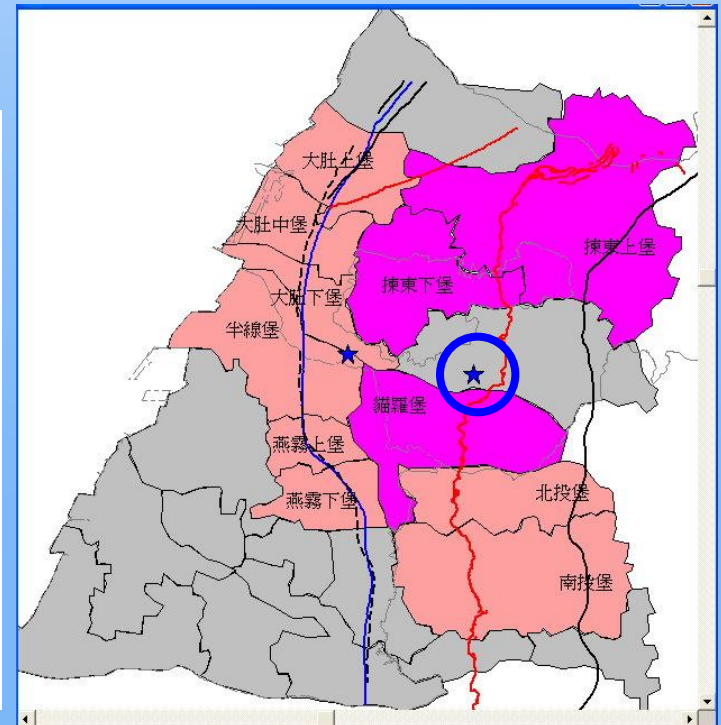 大肚上堡
大肚中堡
揀東上堡
揀東下堡
大肚下堡
半線堡
貓羅堡
燕霧上堡
燕霧下堡
北投堡
南投堡